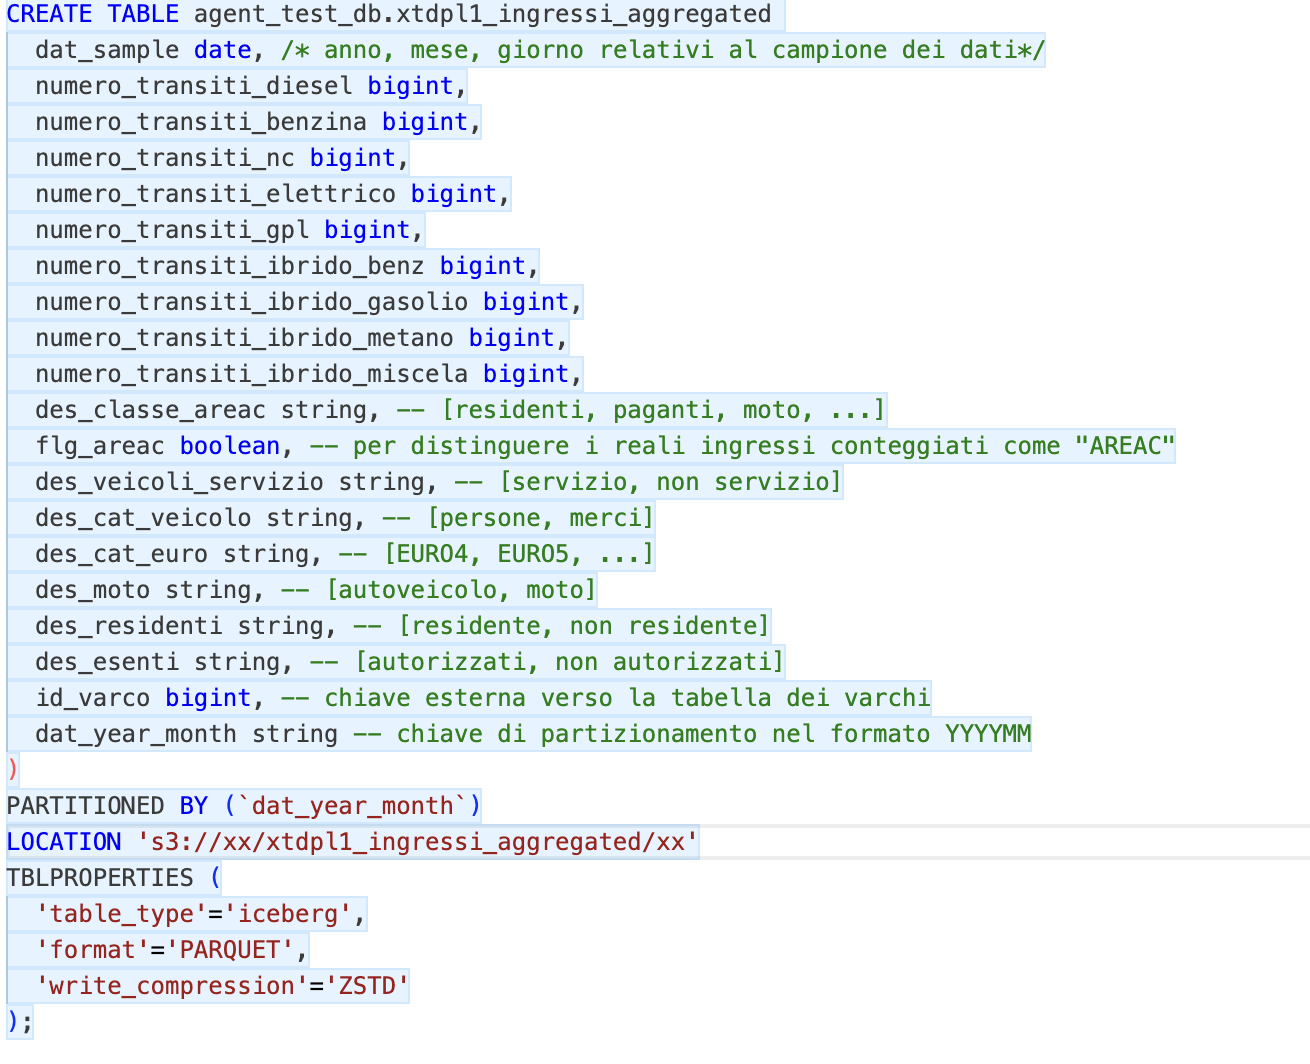 CREATE TABLE agent_test_db.xtdpl1_ingressi_aggregated
dat_sample date, /* anno, mese, giorno relativi al campione dei dati*/
numero_transiti_diesel bigint,
numero_transiti_benzina bigint,
numero_transiti_nc bigint,
numero_transiti_elettrico bigint,
numero_transiti_gpl bigint,
numero_transiti_ibrido_benz bigint,
numero_transiti_ibrido_gasolio bigint,
numero_transiti_ibrido_metano bigint,
numero_transiti_ibrido_miscela bigint,
des_classe_areac string, -- [residenti, paganti, moto, ...]
flg_areac boolean, -- per distinguere i reali ingressi conteggiati come "AREAC"
des_veicoli_servizio string, -- [servizio, non servizio]
des_cat_veicolo string, -- [persone, merci]
des_cat_euro string, -- [EURO4, EURO5, ...]
des_moto string, -- [autoveicolo, moto]
des_residenti string, -- [residente, non residente]
des_esenti string, -- [autorizzati, non autorizzati]
id_varco bigint, -- chiave esterna verso la tabella dei varchi
dat_year_month string -- chiave di partizionamento nel formato YYYYMM
)
PARTITIONED BY (`dat_year_month`)
LOCATION 's3://xx/xtdpl1_ingressi_aggregated/xx'
TBLPROPERTIES (
'table_type'='iceberg',
'format'='PARQUET',
'write_compression'='ZSTD'
);